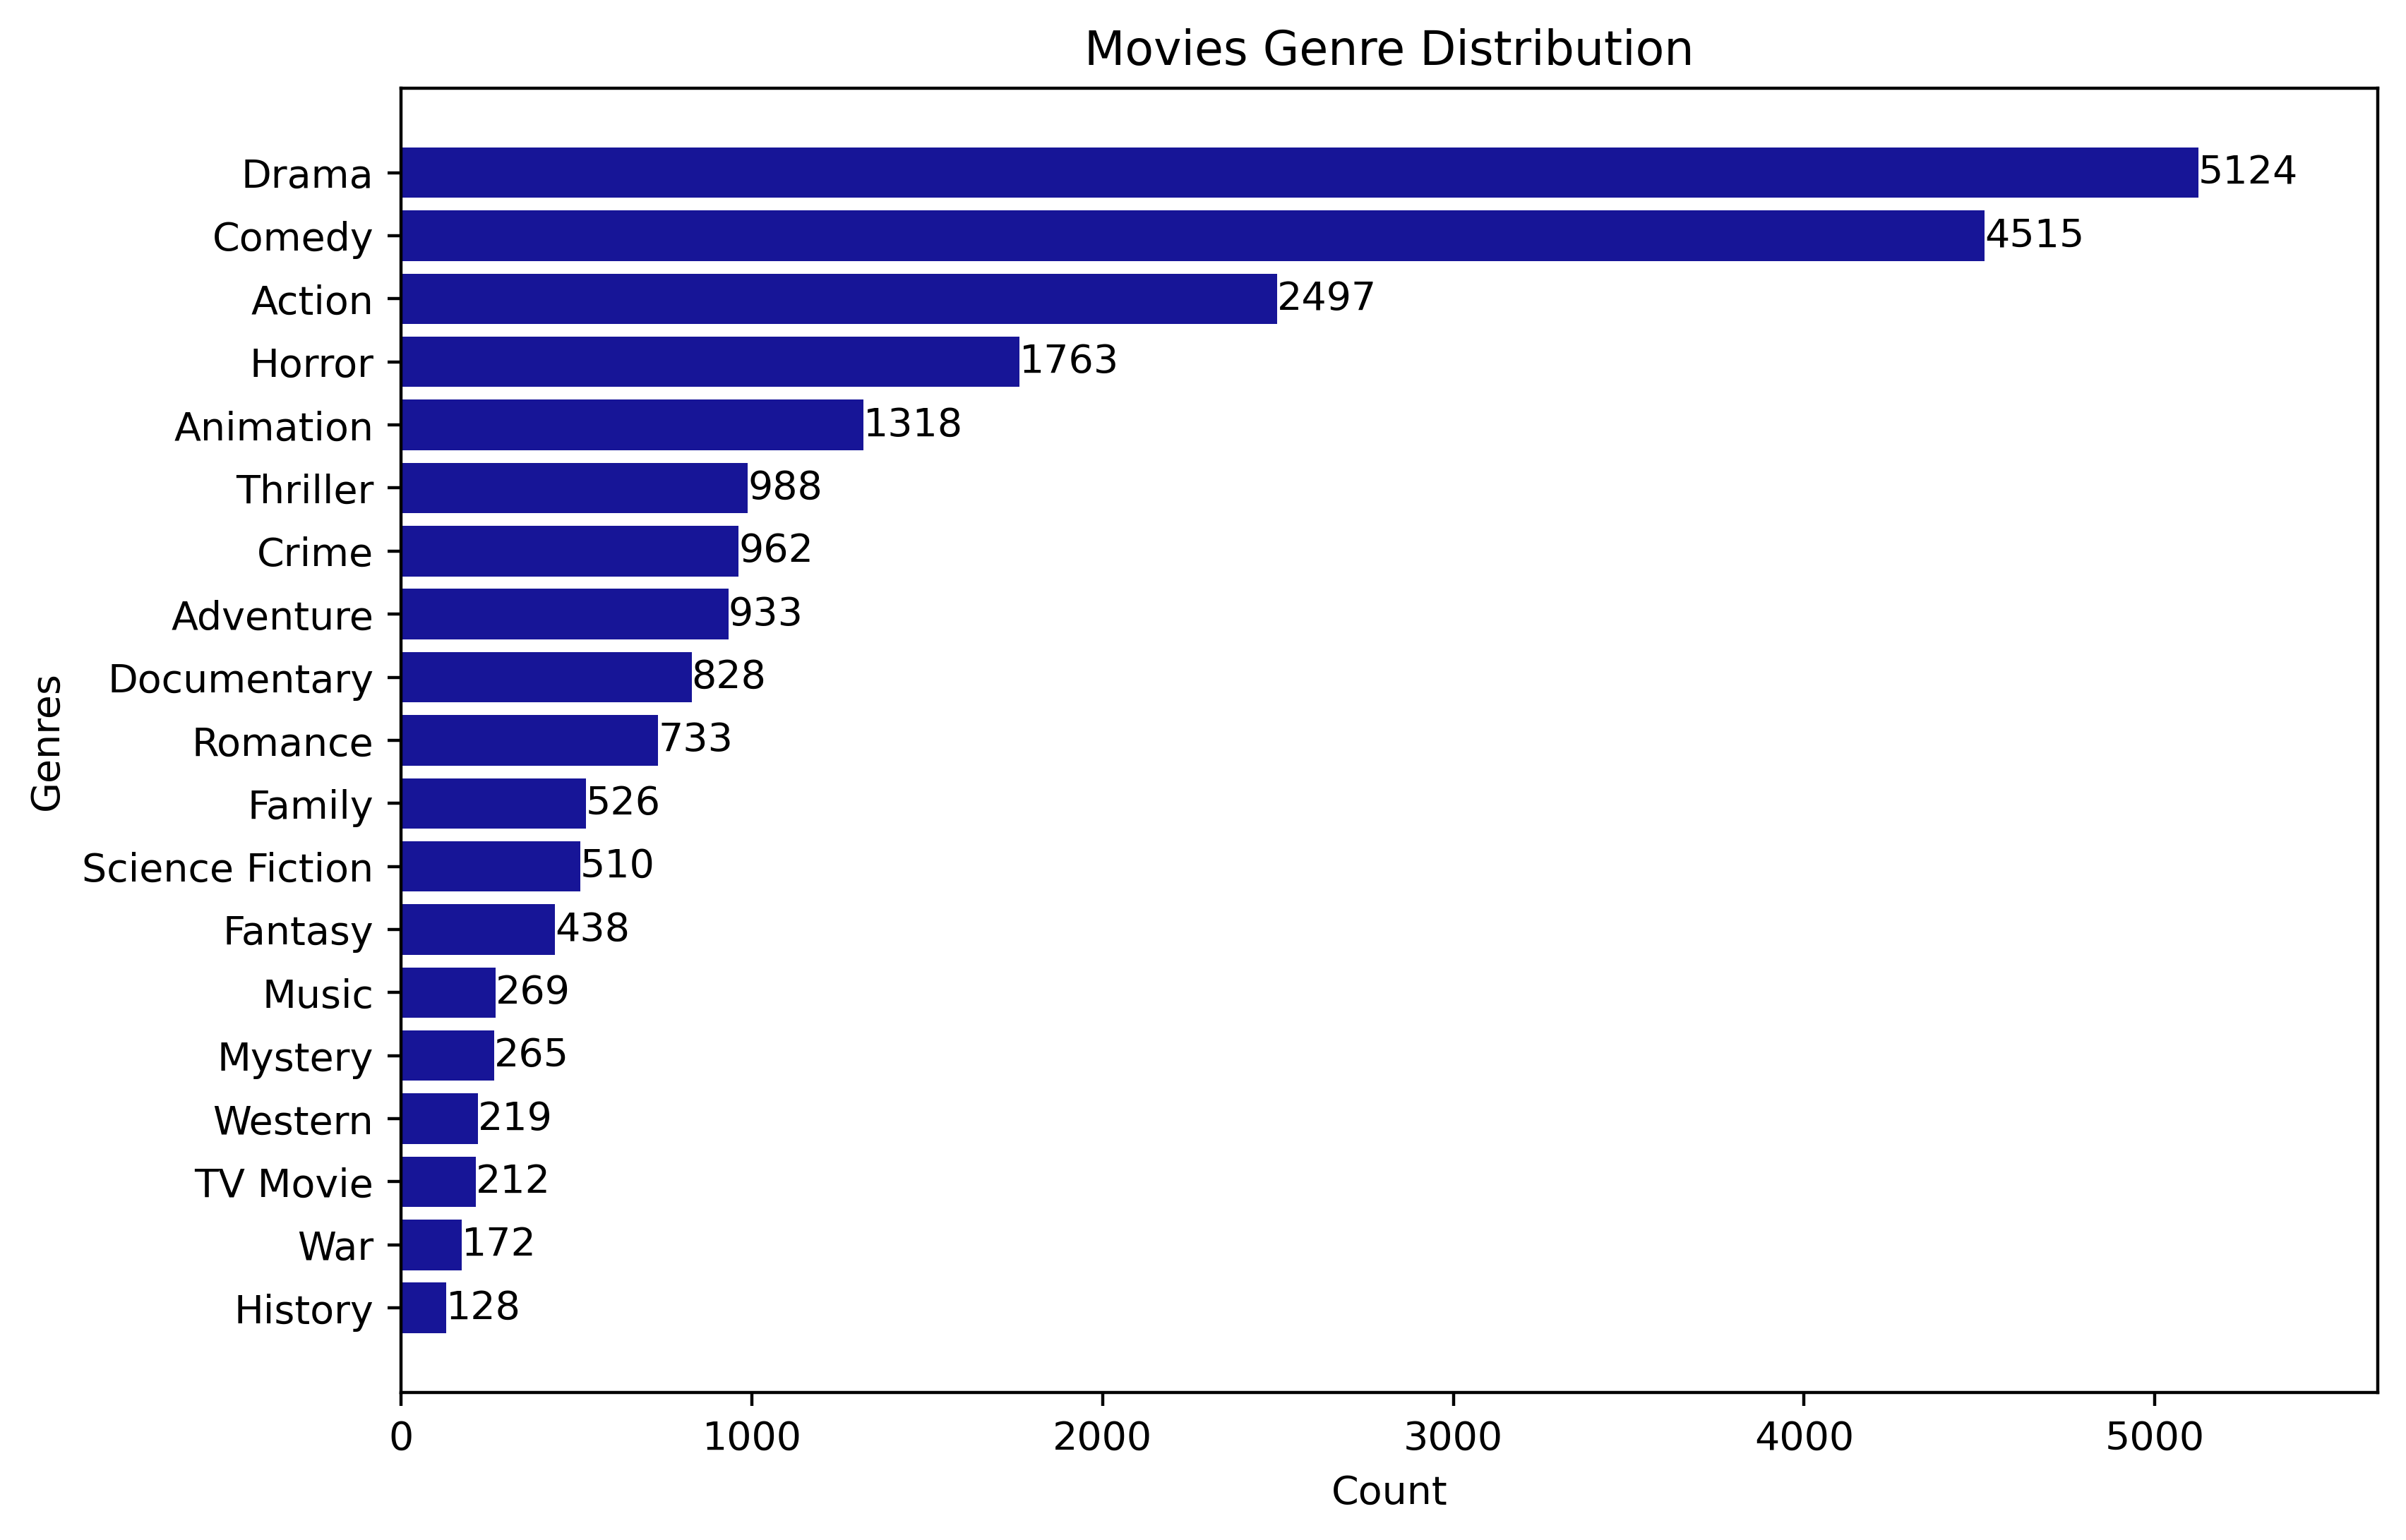 Movies Genre Distribution
Drama 5124
Comedy 4515
Action 2497
Horror 1763
Animation 1318
Thriller 988
Crime 962
Adventure 933
Documentary 828
Romance 733
Family 526
Science Fiction 510
Fantasy 438
Music 269
Mystery 265
Western 219
TV Movie 212
War 172
History 128
Genres
0 1000 2000 3000 4000 5000
Count